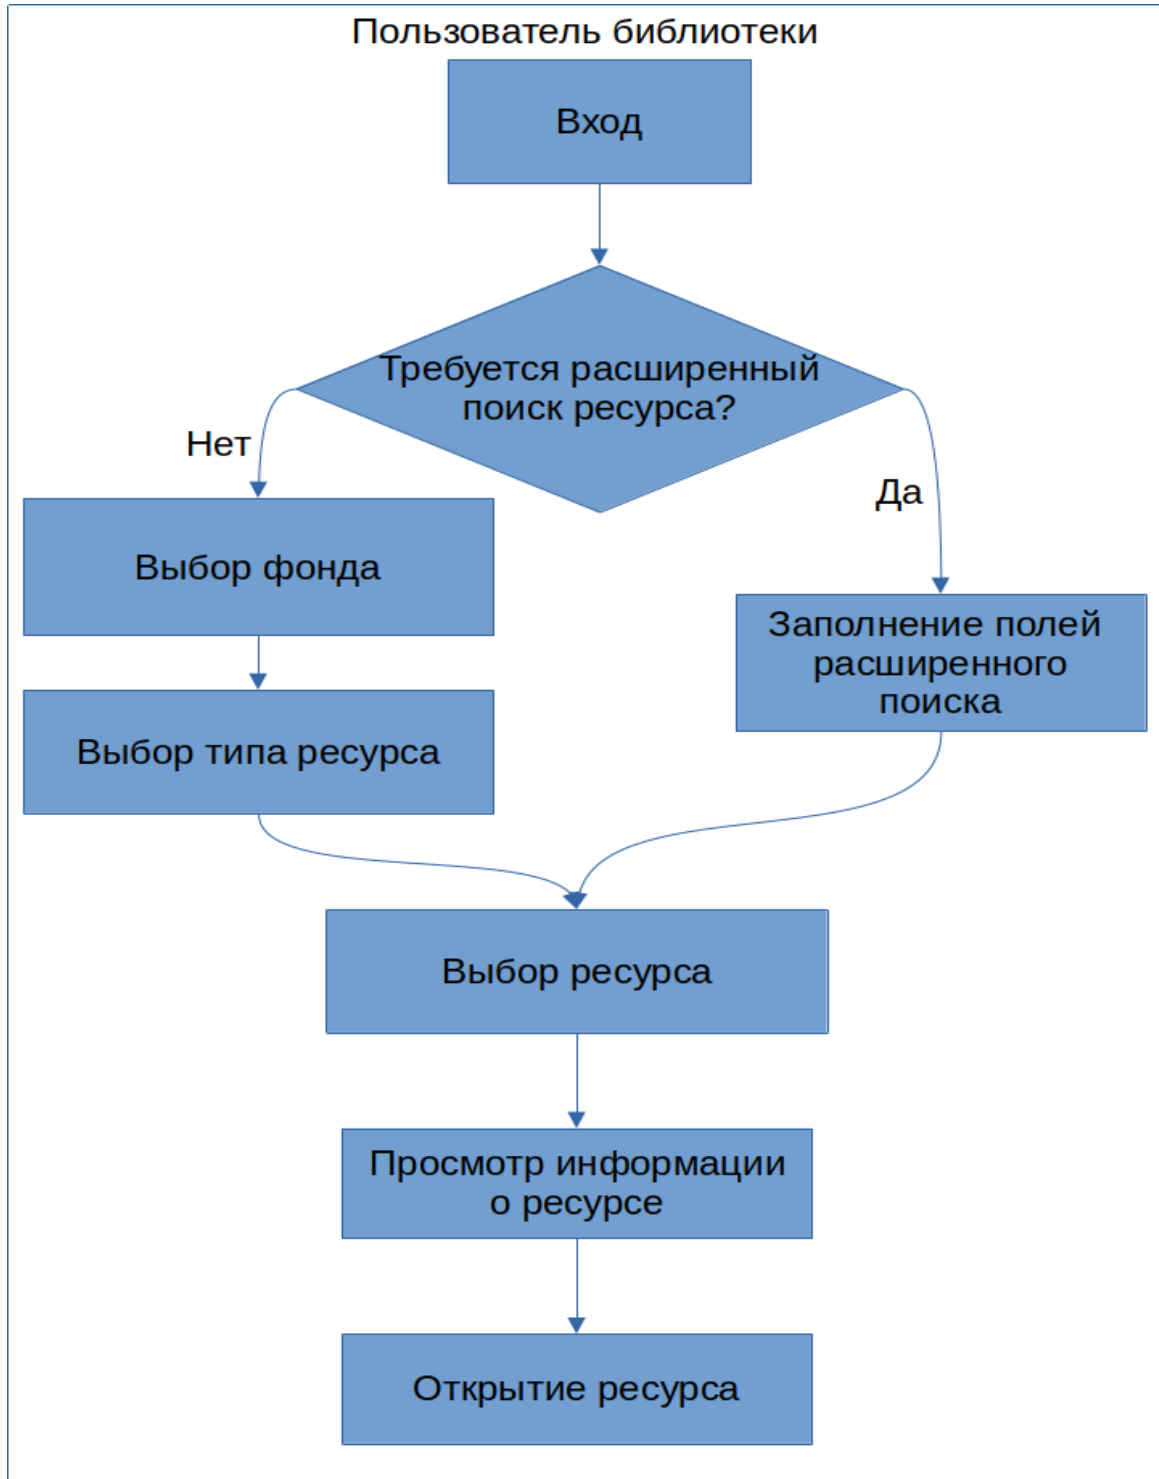 Пользователь библиотеки
Вход
Требуется расширенный
поиск ресурса?
Нет
Да
Выбор фонда
Заполнение полей
расширенного
поиска
Выбор типа ресурса
Выбор ресурса
Просмотр информации
о ресурсе
Открытие ресурса